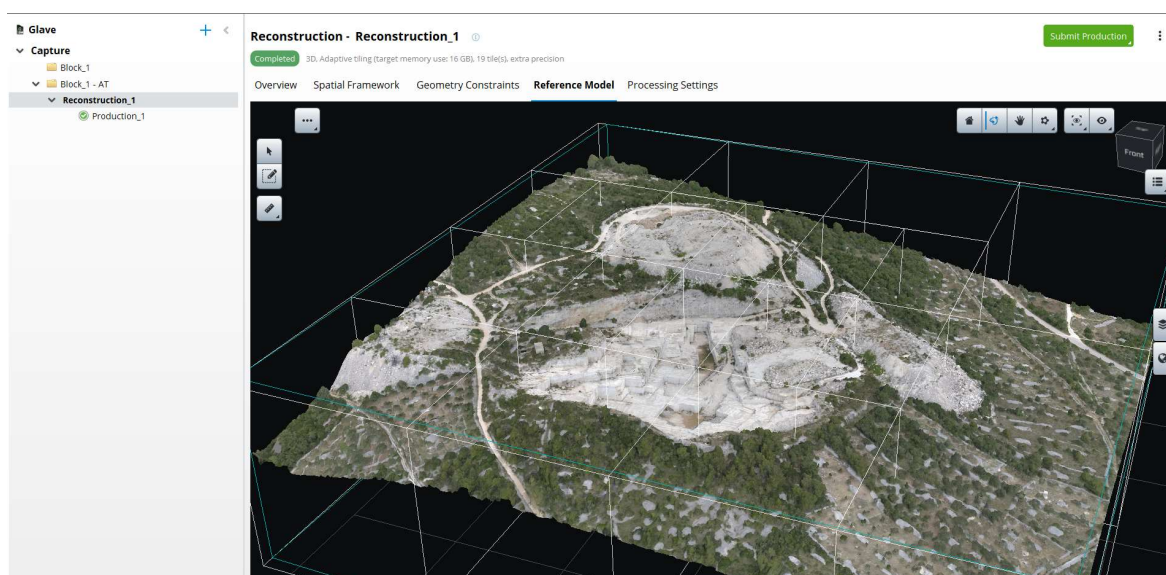 Glave
Capture
Block_1
Block_1 - AT
Reconstruction_1
Production_1
Reconstruction - Reconstruction_1
Submit Production
Completed 3D, Adaptive tiling (target memory use: 16 GB), 19 tile(s), extra precision
Overview Spatial Framework Geometry Constraints Reference Model Processing Settings
Front